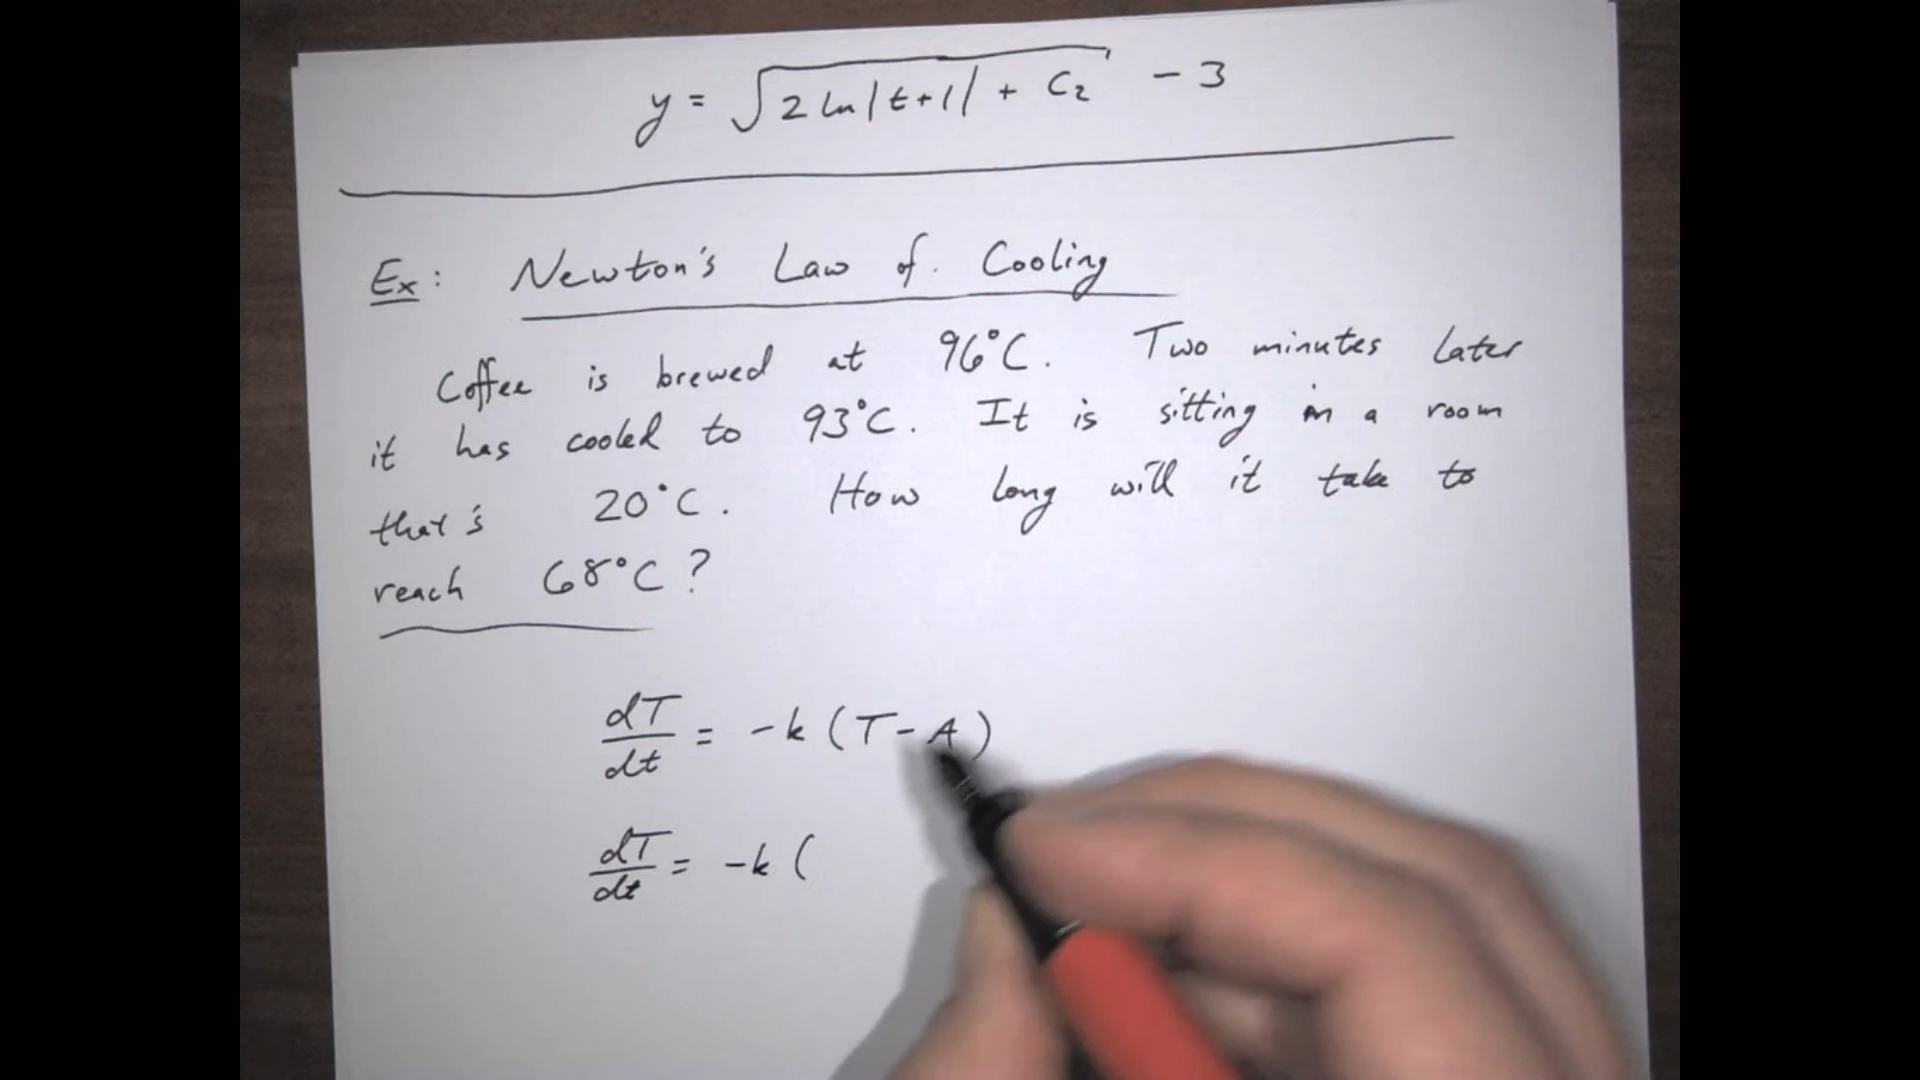 y = √2 ln|t+1| + C₂ - 3
Ex: Newton's Law of. Cooling
Coffee is brewed at 96°C. Two minutes later
it has cooled to 93°C. It is sitting in a room
that's 20°C. How long will it take to
reach 68°C?
dT/dt = -k (T-A)
dT/dt = -k (